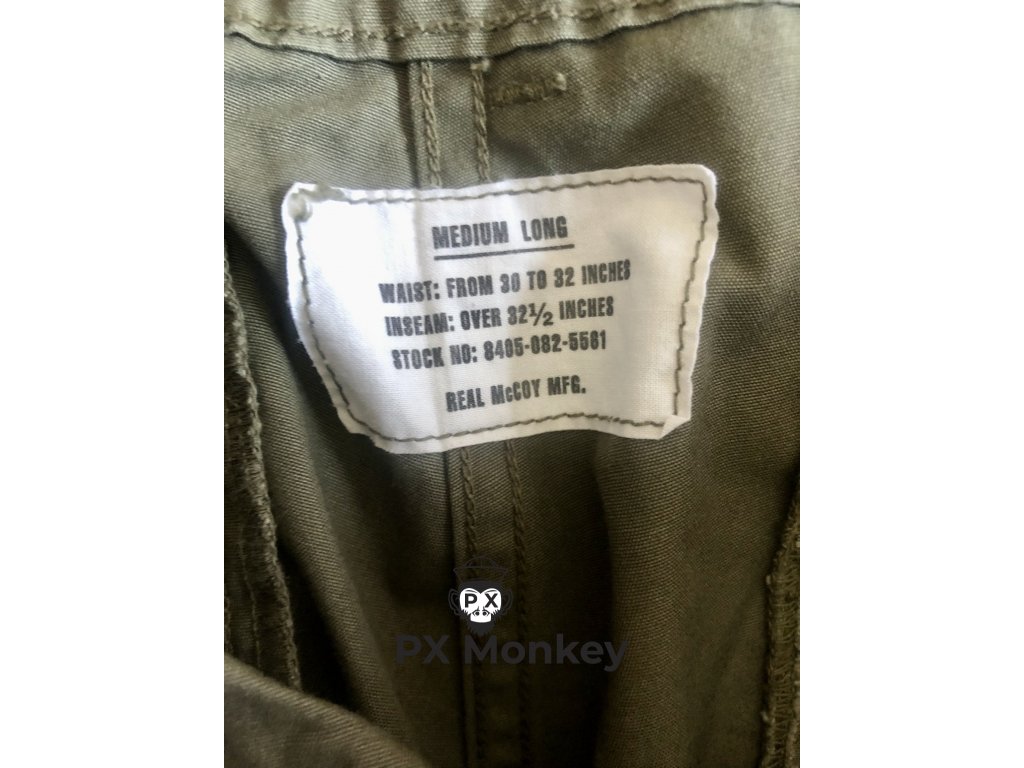 MEDIUM LONG
WAIST: FROM 30 TO 32 INCHES
INSEAM: OVER 32½ INCHES
STOCK NO: 8405-082-5561
REAL McCOY MFG.
PX
PX Monkey